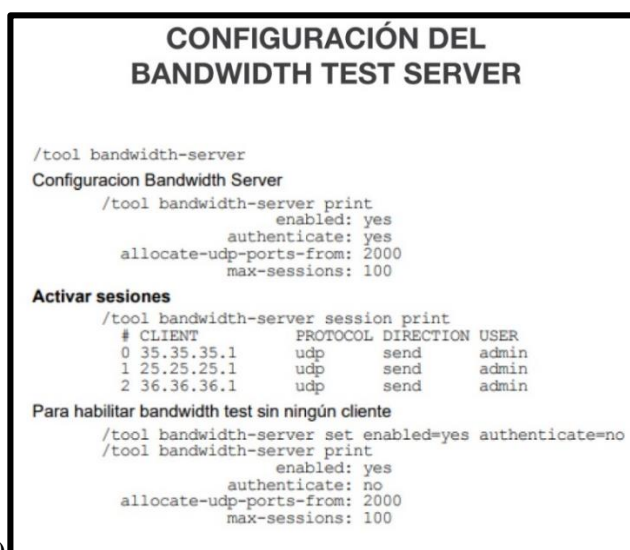 CONFIGURACIÓN DEL
BANDWIDTH TEST SERVER
/tool bandwidth-server
Configuracion Bandwidth Server
/tool bandwidth-server print
enabled: yes
authenticate: yes
allocate-udp-ports-from: 2000
max-sessions: 100
Activar sesiones
/tool bandwidth-server session print
# CLIENT PROTOCOL DIRECTION USER
0 35.35.35.1 udp send admin
1 25.25.25.1 udp send admin
2 36.36.36.1 udp send admin
Para habilitar bandwidth test sin ningún cliente
/tool bandwidth-server set enabled=yes authenticate=no
/tool bandwidth-server print
enabled: yes
authenticate: no
allocate-udp-ports-from: 2000
max-sessions: 100
)